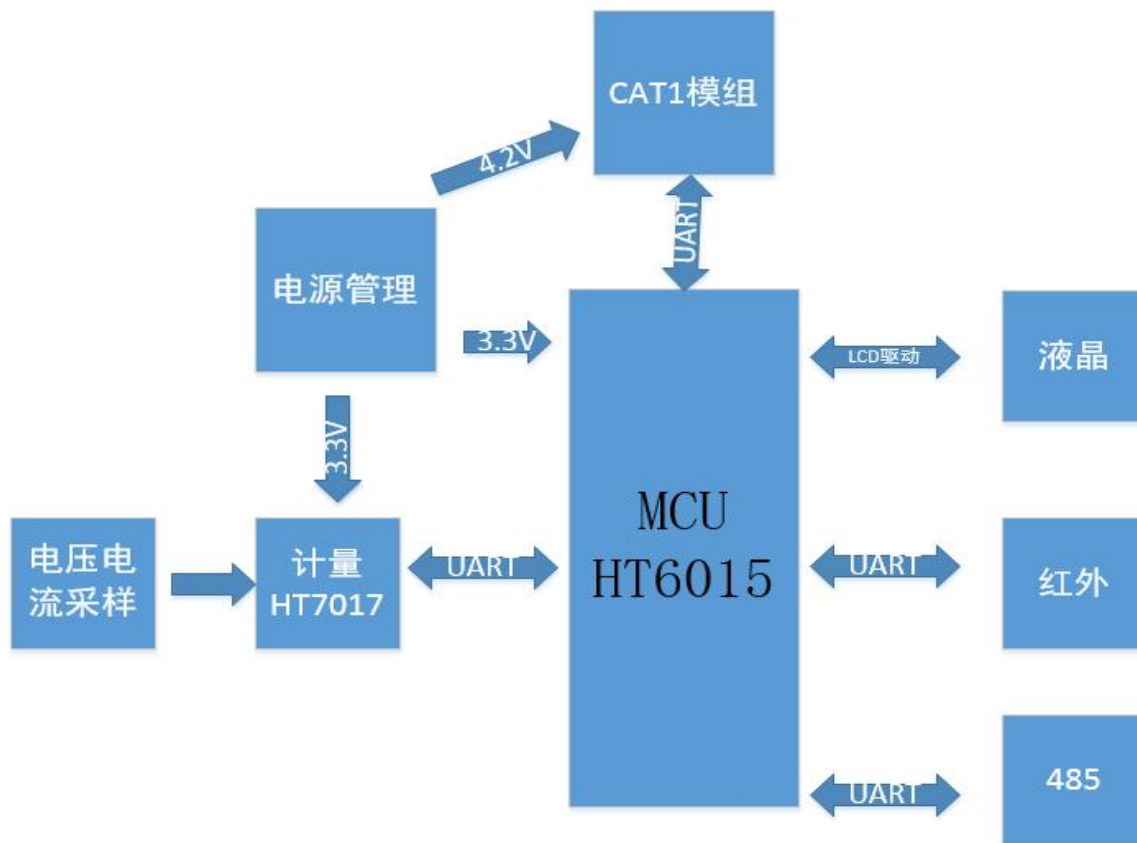 CAT1模组
4.2V
UART
电源管理
3.3V
3.3V
LCD驱动
液晶
MCU
HT6015
电压电
流采样
计量
HT7017
UART
UART
红外
UART
485